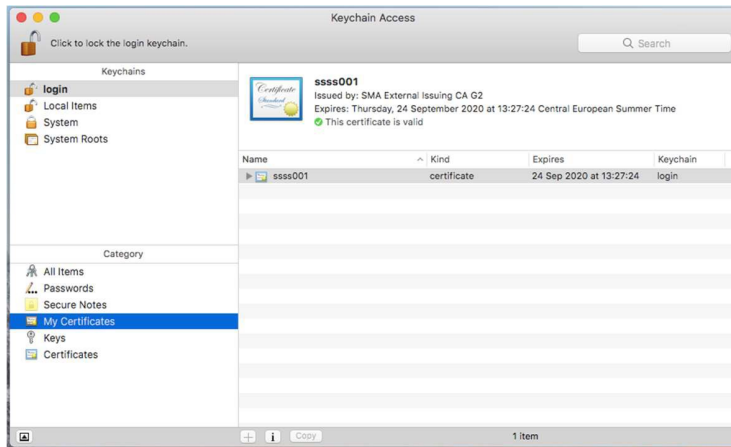 Keychain Access
Click to lock the login keychain.
Search
Keychains
login
Local Items
System
System Roots
Category
All Items
Passwords
Secure Notes
My Certificates
Keys
Certificates
Certificate
Standard
ssss001
Issued by: SMA External Issuing CA G2
Expires: Thursday, 24 September 2020 at 13:27:24 Central European Summer Time
This certificate is valid
Name Kind Expires Keychain
ssss001 certificate 24 Sep 2020 at 13:27:24 login
Copy
1 item